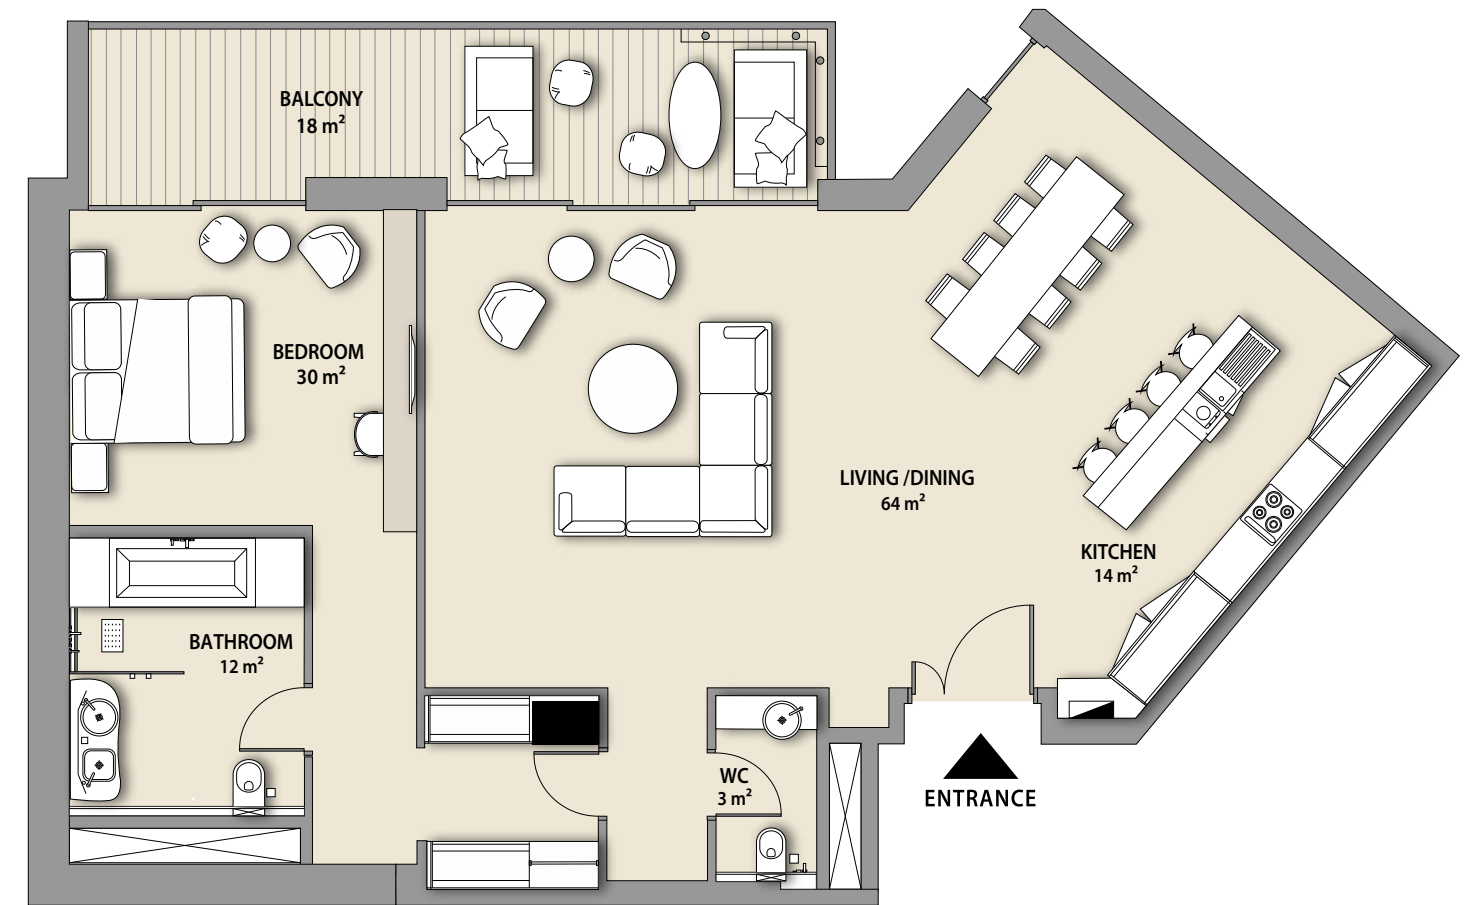 BALCONY
18 m²
BEDROOM
30 m²
LIVING /DINING
64 m²
KITCHEN
14 m²
BATHROOM
12 m²
WC
3 m²
ENTRANCE